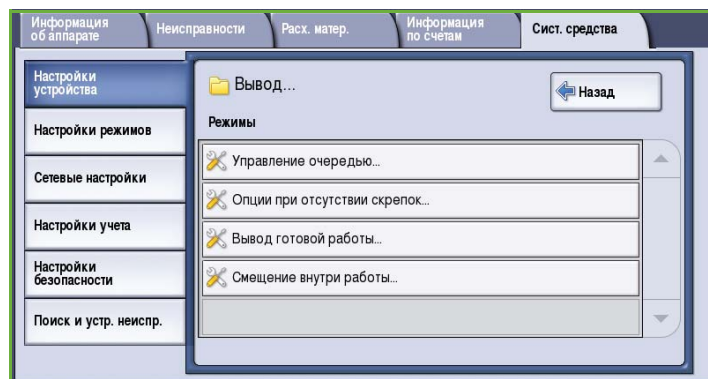 Информация
об аппарате
Неисправности
Расх. матер.
Информация
по счетам
Сист. средства
Настройки
устройства
Настройки режимов
Сетевые настройки
Настройки учета
Настройки
безопасности
Поиск и устр. неиспр.
Вывод...
Назад
Режимы
Управление очередью...
Опции при отсутствии скрепок...
Вывод готовой работы...
Смещение внутри работы...